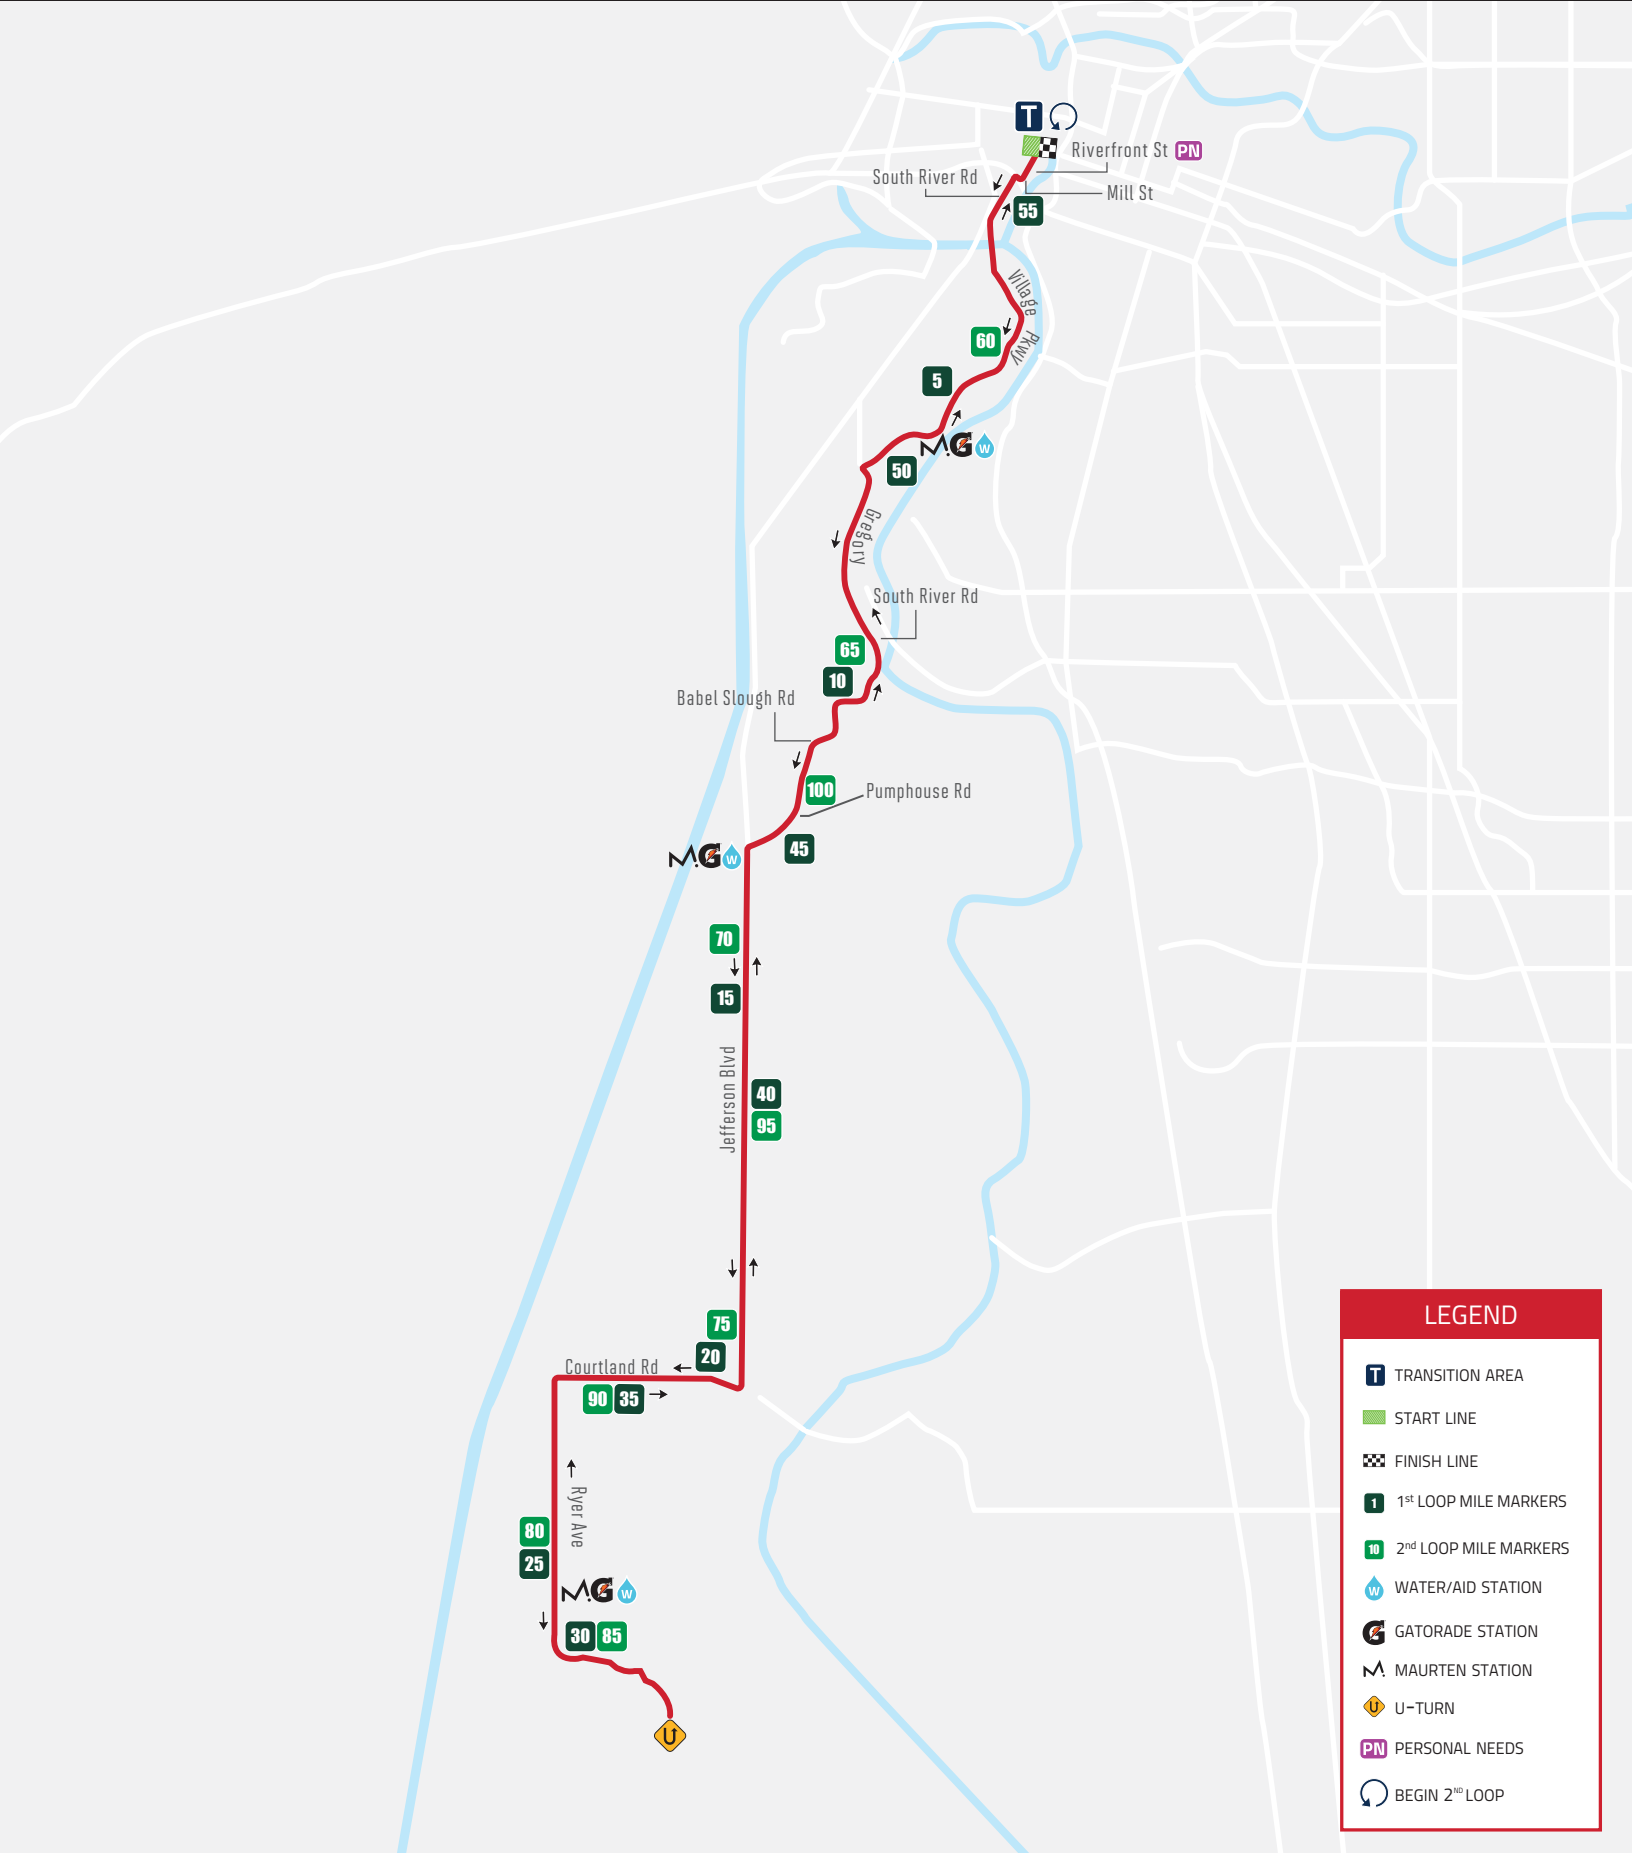 T
Riverfront St PN
South River Rd
Mill St
55
Village
Pkwy
60
5
M. G W
50
Gregory
South River Rd
65
10
Babel Slough Rd
100
Pumphouse Rd
45
M. G W
70
15
Jefferson Blvd
40
95
75
20
Courtland Rd
90 35
Ryer Ave
80
25
M. G W
30 85
U
LEGEND
T TRANSITION AREA
START LINE
FINISH LINE
1 1st LOOP MILE MARKERS
10 2nd LOOP MILE MARKERS
W WATER/AID STATION
G GATORADE STATION
M. MAURTEN STATION
U U-TURN
PN PERSONAL NEEDS
BEGIN 2ND LOOP